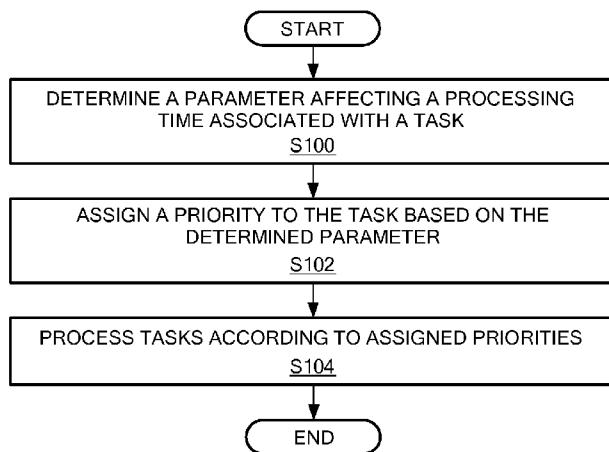 START
DETERMINE A PARAMETER AFFECTING A PROCESSING
TIME ASSOCIATED WITH A TASK
S100
ASSIGN A PRIORITY TO THE TASK BASED ON THE
DETERMINED PARAMETER
S102
PROCESS TASKS ACCORDING TO ASSIGNED PRIORITIES
S104
END